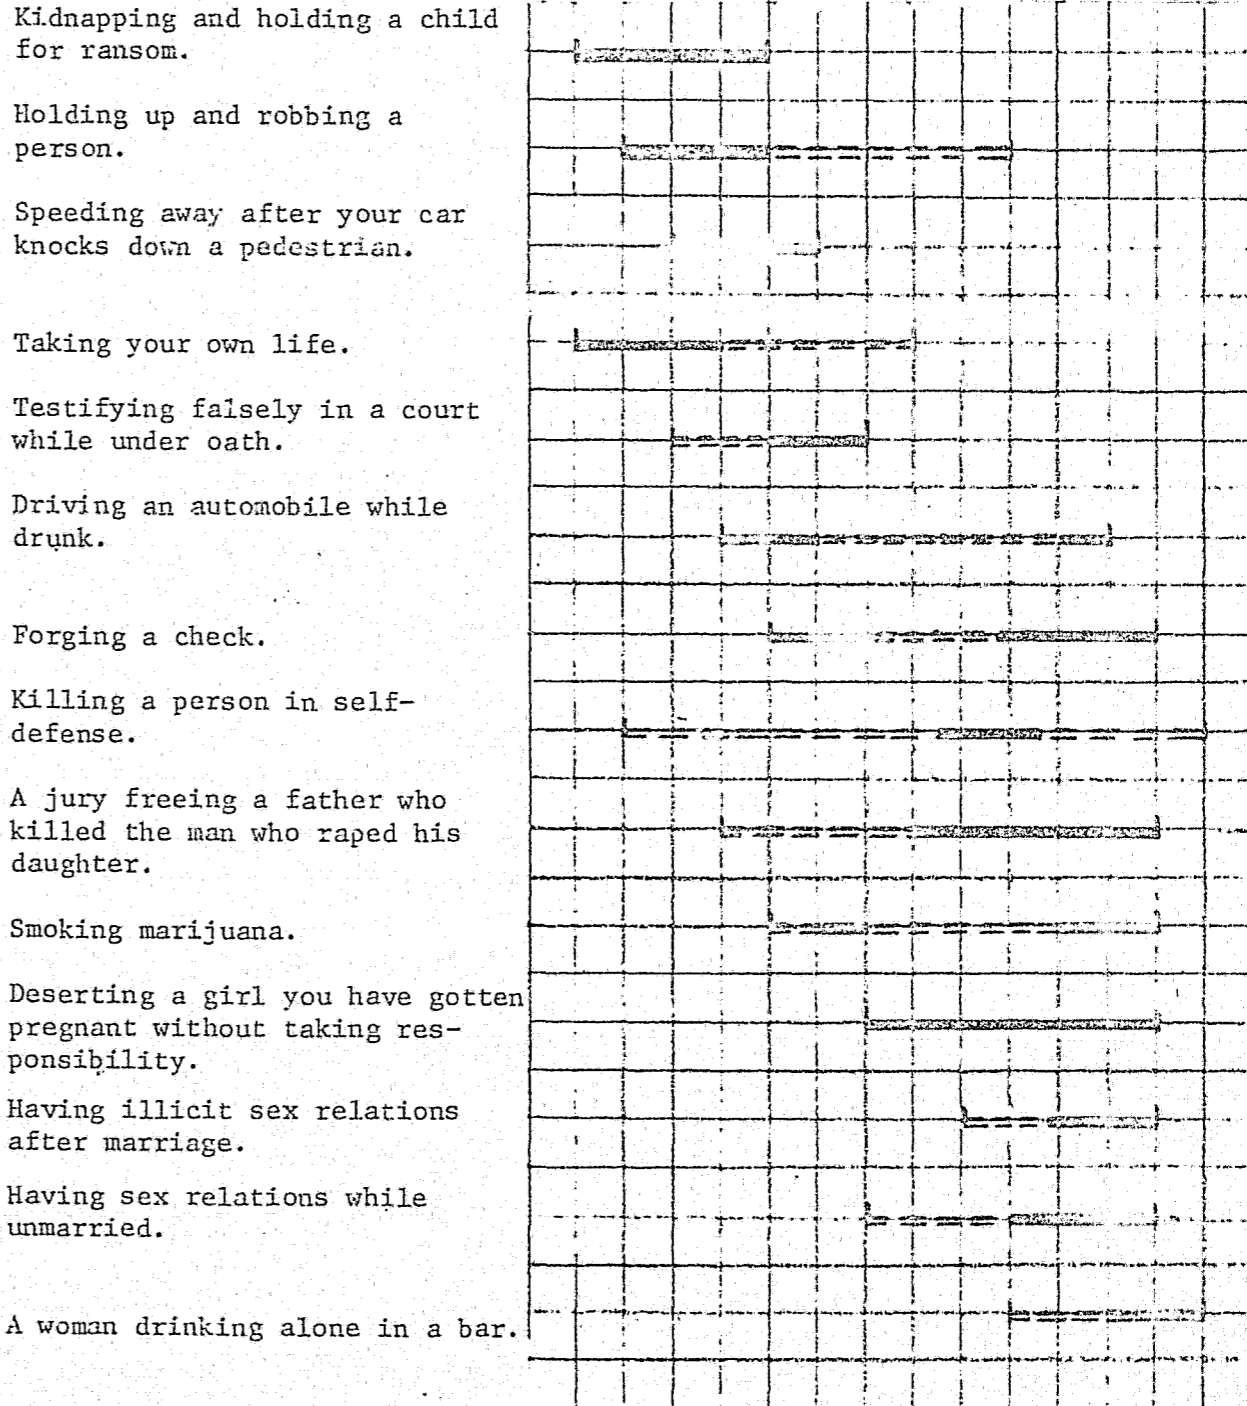 Kidnapping and holding a child
for ransom.
Holding up and robbing a
person.
Speeding away after your car
knocks down a pedestrian.
Taking your own life.
Testifying falsely in a court
while under oath.
Driving an automobile while
drunk.
Forging a check.
Killing a person in self-
defense.
A jury freeing a father who
killed the man who raped his
daughter.
Smoking marijuana.
Deserting a girl you have gotten
pregnant without taking res-
ponsibility.
Having illicit sex relations
after marriage.
Having sex relations while
unmarried.
A woman drinking alone in a bar.